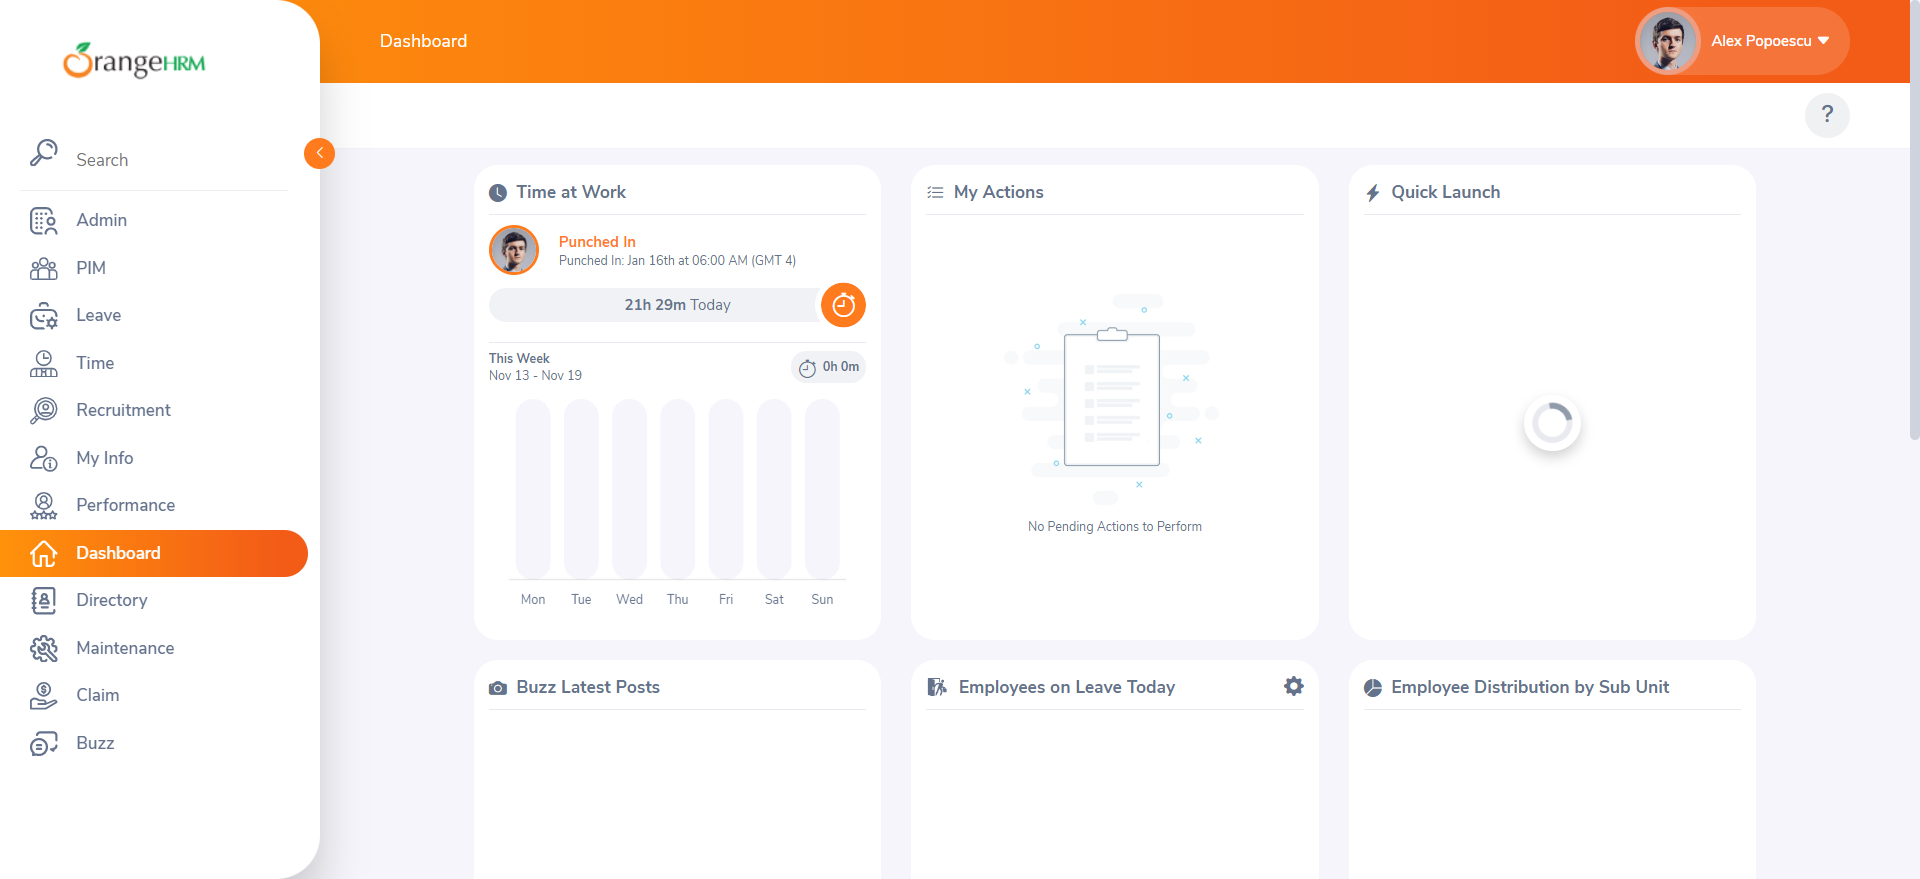 OrangeHRM
Search
Admin
PIM
Leave
Time
Recruitment
My Info
Performance
Dashboard
Directory
Maintenance
Claim
Buzz
Dashboard
Alex Popoescu
?
Time at Work
Punched In
Punched In: Jan 16th at 06:00 AM (GMT 4)
21h 29m Today
This Week
Nov 13 - Nov 19
0h 0m
Mon Tue Wed Thu Fri Sat Sun
My Actions
No Pending Actions to Perform
Quick Launch
Buzz Latest Posts
Employees on Leave Today
Employee Distribution by Sub Unit